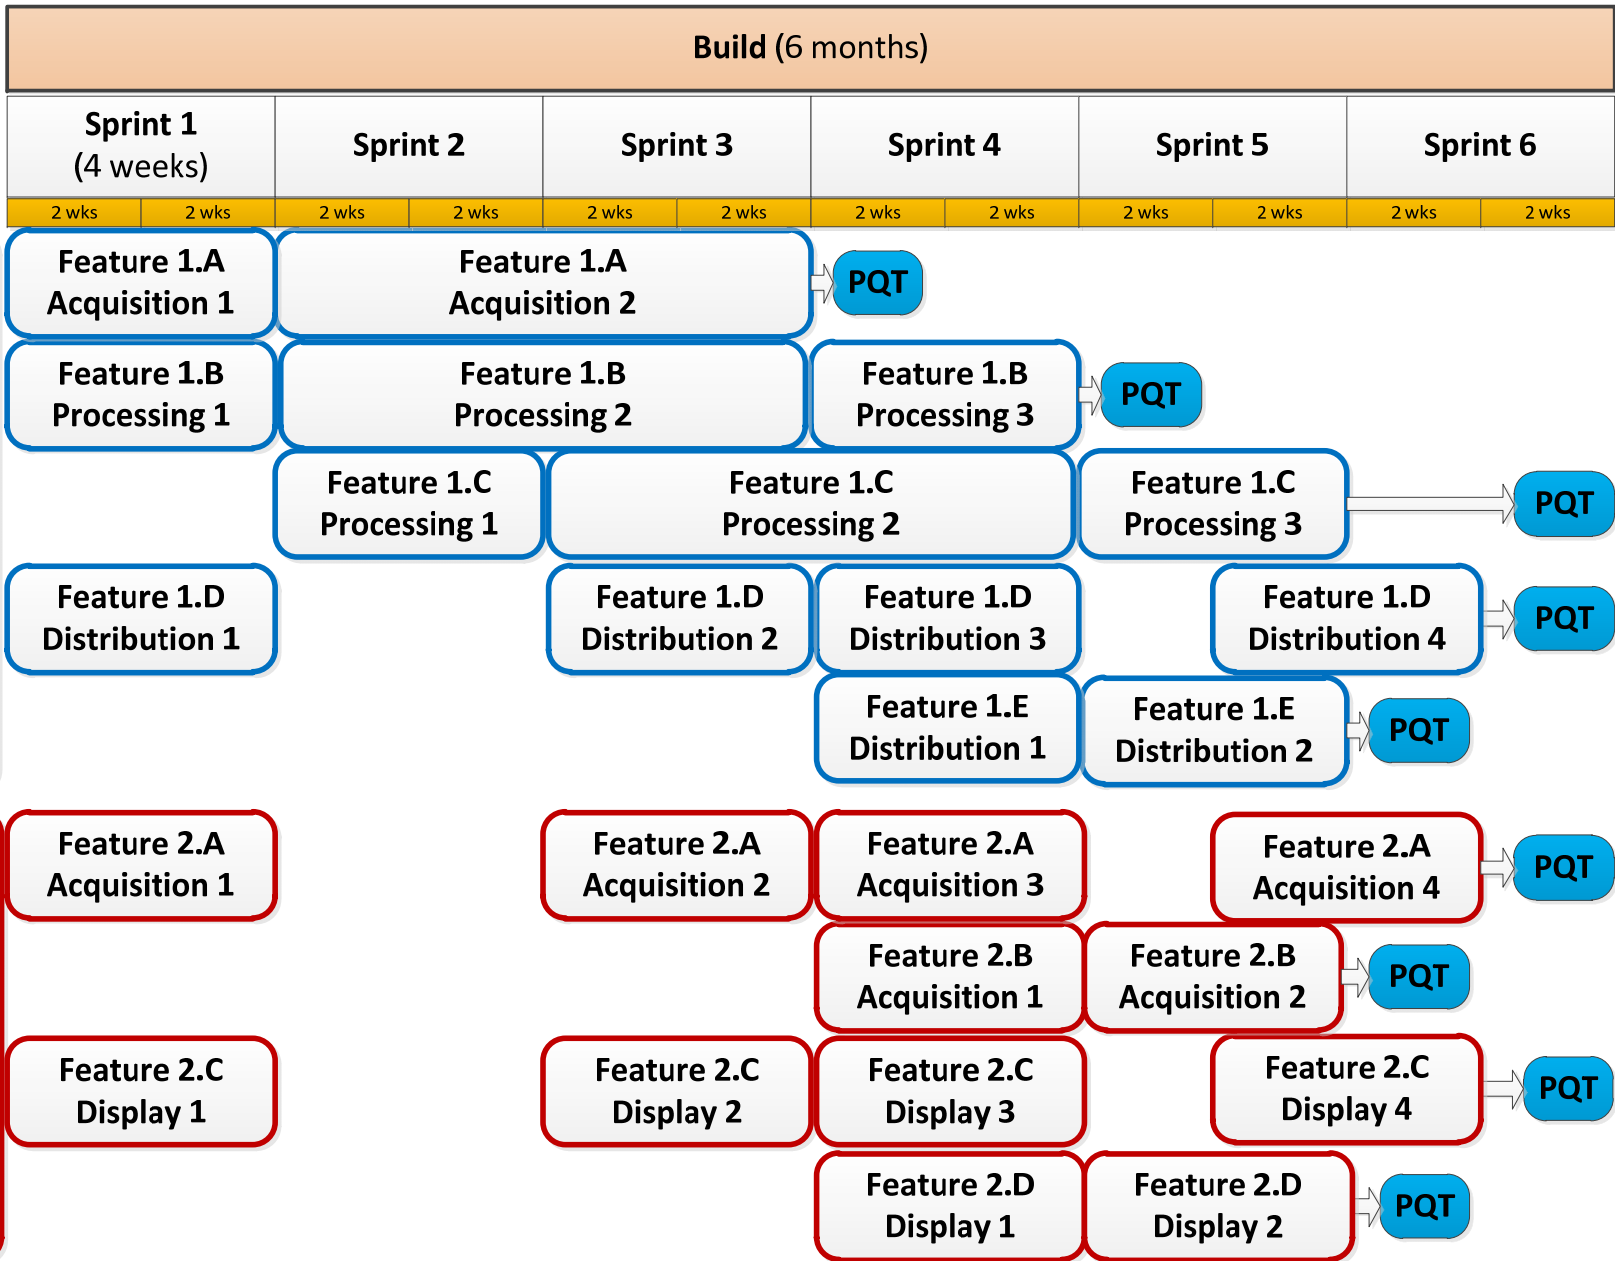 Build (6 months)
Sprint 1
(4 weeks)
Sprint 2
Sprint 3
Sprint 4
Sprint 5
Sprint 6
2 wks
2 wks
2 wks
2 wks
2 wks
2 wks
2 wks
2 wks
2 wks
2 wks
2 wks
2 wks
Feature 1.A
Acquisition 1
Feature 1.A
Acquisition 2
PQT
Feature 1.B
Processing 1
Feature 1.B
Processing 2
Feature 1.B
Processing 3
PQT
Feature 1.C
Processing 1
Feature 1.C
Processing 2
Feature 1.C
Processing 3
PQT
Feature 1.D
Distribution 1
Feature 1.D
Distribution 2
Feature 1.D
Distribution 3
Feature 1.D
Distribution 4
PQT
Feature 1.E
Distribution 1
Feature 1.E
Distribution 2
PQT
Feature 2.A
Acquisition 1
Feature 2.A
Acquisition 2
Feature 2.A
Acquisition 3
Feature 2.A
Acquisition 4
PQT
Feature 2.B
Acquisition 1
Feature 2.B
Acquisition 2
PQT
Feature 2.C
Display 1
Feature 2.C
Display 2
Feature 2.C
Display 3
Feature 2.C
Display 4
PQT
Feature 2.D
Display 1
Feature 2.D
Display 2
PQT